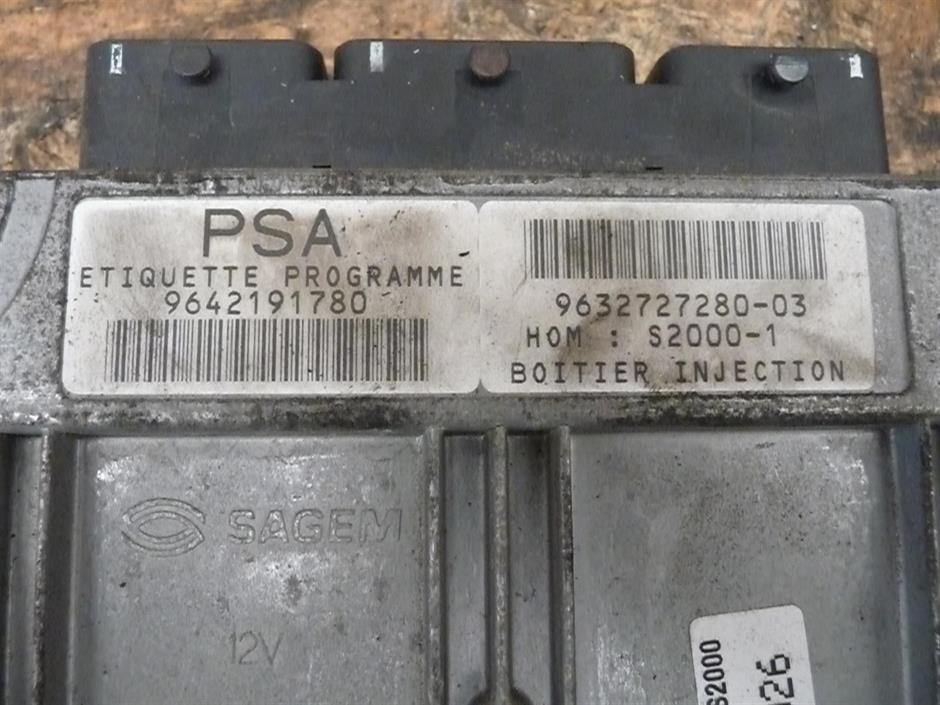 PSA
ETIQUETTE PROGRAMME
9642191780
9632727280-03
HOM : S2000-1
BOITIER INJECTION
SAGEM
12V
S2000